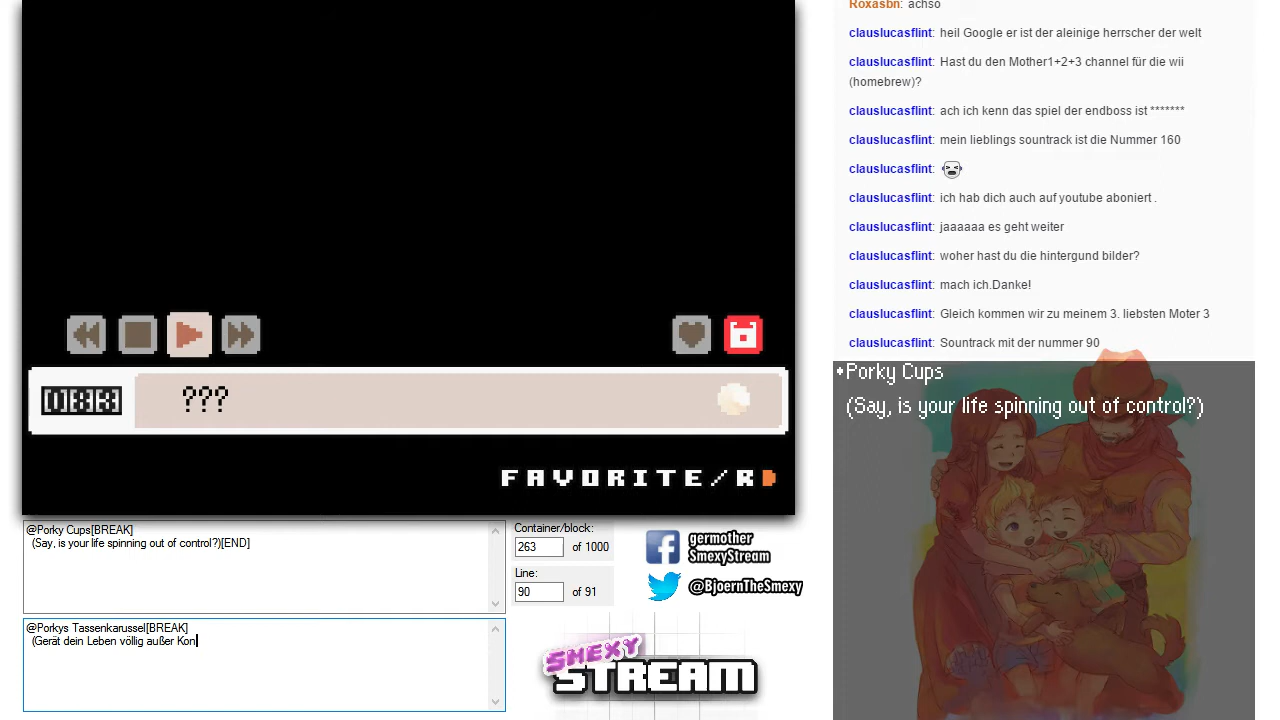 Roxasbn: achso
clauslucasflint: heil Google er ist der aleinige herrscher der welt
clauslucasflint: Hast du den Mother1+2+3 channel für die wii
(homebrew)?
clauslucasflint: ach ich kenn das spiel der endboss ist *******
clauslucasflint: mein lieblings sountrack ist die Nummer 160
clauslucasflint:
clauslucasflint: ich hab dich auch auf youtube aboniert .
clauslucasflint: jaaaaaa es geht weiter
clauslucasflint: woher hast du die hintergund bilder?
clauslucasflint: mach ich.Danke!
clauslucasflint: Gleich kommen wir zu meinem 3. liebsten Moter 3
clauslucasflint: Sountrack mit der nummer 90
•Porky Cups
(Say, is your life spinning out of control?)
???
FAVORITE/R
@Porky Cups[BREAK]
(Say, is your life spinning out of control?)[END]
@Porkys Tassenkarussel[BREAK]
(Gerät dein Leben völlig außer Kon
Container/block:
263 of 1000
Line:
90 of 91
germother
SmexyStream
@BjoernTheSmexy
SMEXY
STREAM